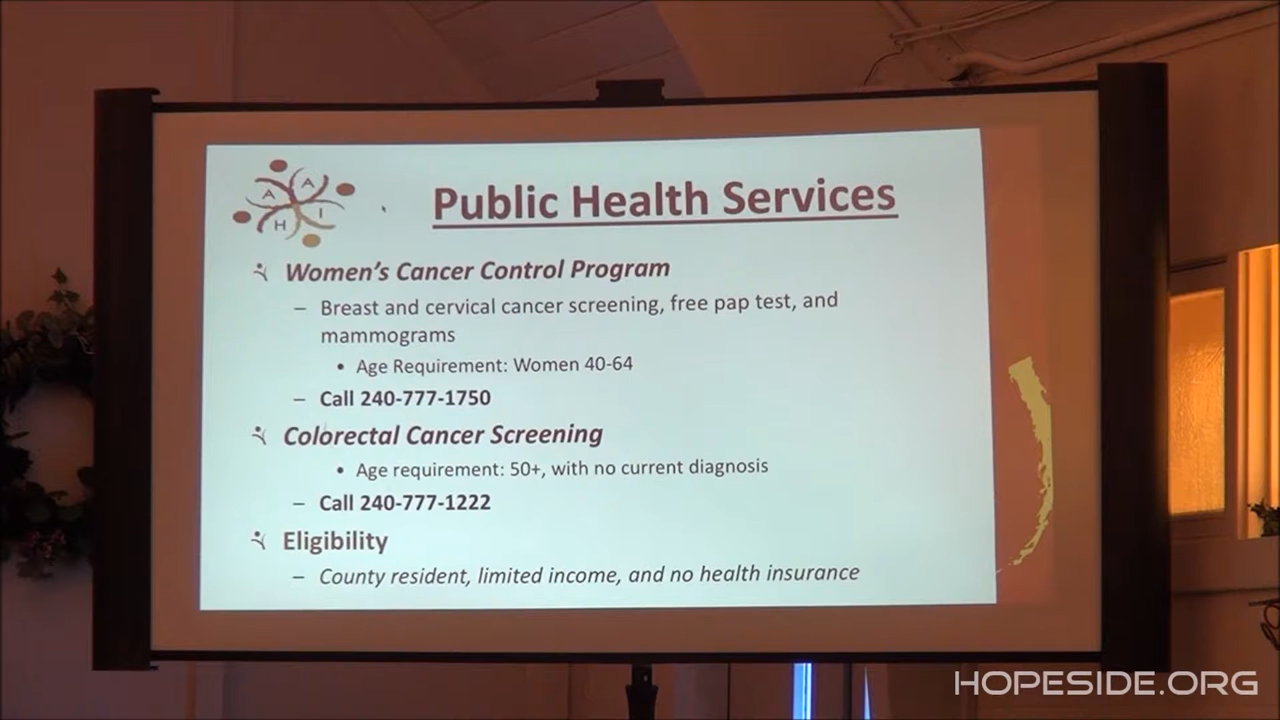 A A
H I
Public Health Services
Women's Cancer Control Program
– Breast and cervical cancer screening, free pap test, and
mammograms
• Age Requirement: Women 40-64
– Call 240-777-1750
Colorectal Cancer Screening
• Age requirement: 50+, with no current diagnosis
– Call 240-777-1222
Eligibility
– County resident, limited income, and no health insurance
HOPESIDE.ORG